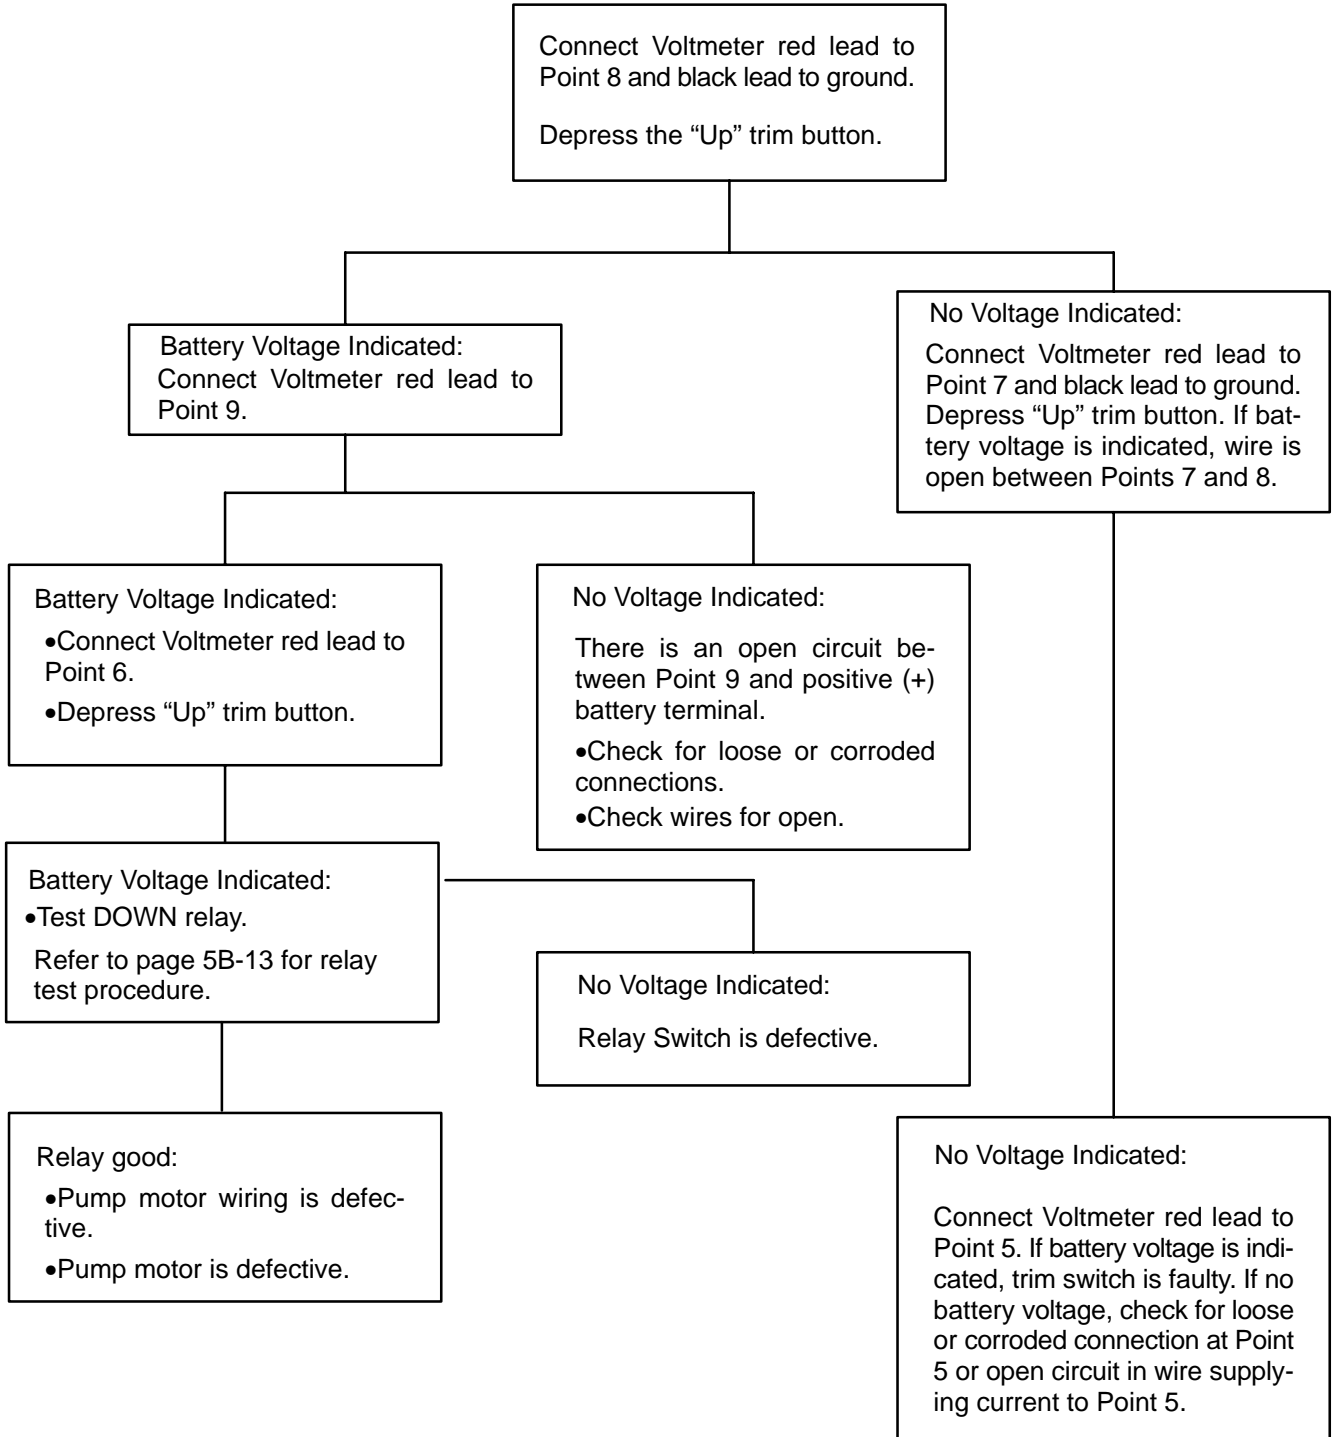 Connect Voltmeter red lead to
Point 8 and black lead to ground.
Depress the “Up” trim button.
Battery Voltage Indicated:
Connect Voltmeter red lead to
Point 9.
No Voltage Indicated:
Connect Voltmeter red lead to
Point 7 and black lead to ground.
Depress “Up” trim button. If bat-
tery voltage is indicated, wire is
open between Points 7 and 8.
Battery Voltage Indicated:
•Connect Voltmeter red lead to
Point 6.
•Depress “Up” trim button.
No Voltage Indicated:
There is an open circuit be-
tween Point 9 and positive (+)
battery terminal.
•Check for loose or corroded
connections.
•Check wires for open.
Battery Voltage Indicated:
•Test DOWN relay.
Refer to page 5B-13 for relay
test procedure.
No Voltage Indicated:
Relay Switch is defective.
Relay good:
•Pump motor wiring is defec-
tive.
•Pump motor is defective.
No Voltage Indicated:
Connect Voltmeter red lead to
Point 5. If battery voltage is indi-
cated, trim switch is faulty. If no
battery voltage, check for loose
or corroded connection at Point
5 or open circuit in wire supply-
ing current to Point 5.